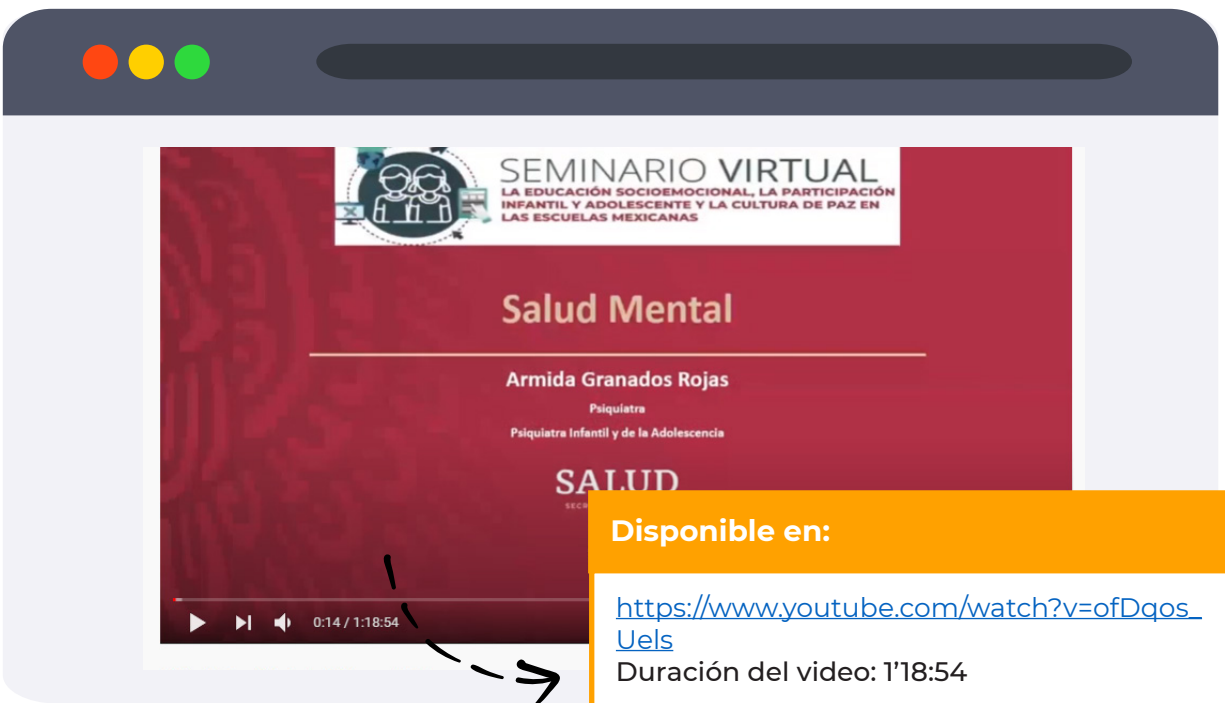 SEMINARIO VIRTUAL
LA EDUCACIÓN SOCIOEMOCIONAL, LA PARTICIPACIÓN
INFANTIL Y ADOLESCENTE Y LA CULTURA DE PAZ EN
LAS ESCUELAS MEXICANAS
Salud Mental
Armida Granados Rojas
Psiquiatra
Psiquiatra Infantil y de la Adolescencia
SALUD
0:14 / 1:18:54
Disponible en:
https://www.youtube.com/watch?v=ofDqos_
Uels
Duración del video: 1’18:54